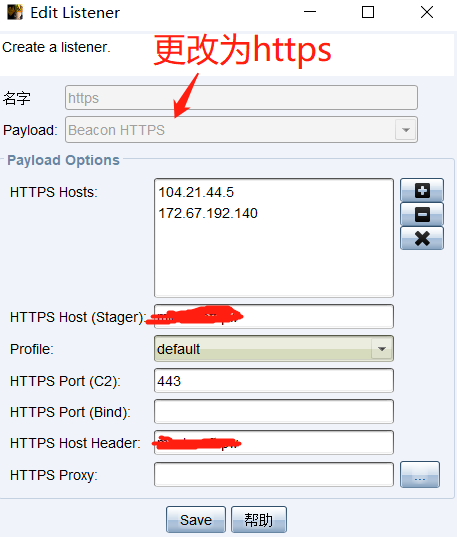 Edit Listener
Create a listener.
更改为https
名字 https
Payload: Beacon HTTPS
Payload Options
HTTPS Hosts: 104.21.44.5
172.67.192.140
HTTPS Host (Stager):
Profile: default
HTTPS Port (C2): 443
HTTPS Port (Bind):
HTTPS Host Header:
HTTPS Proxy: ...
Save 帮助